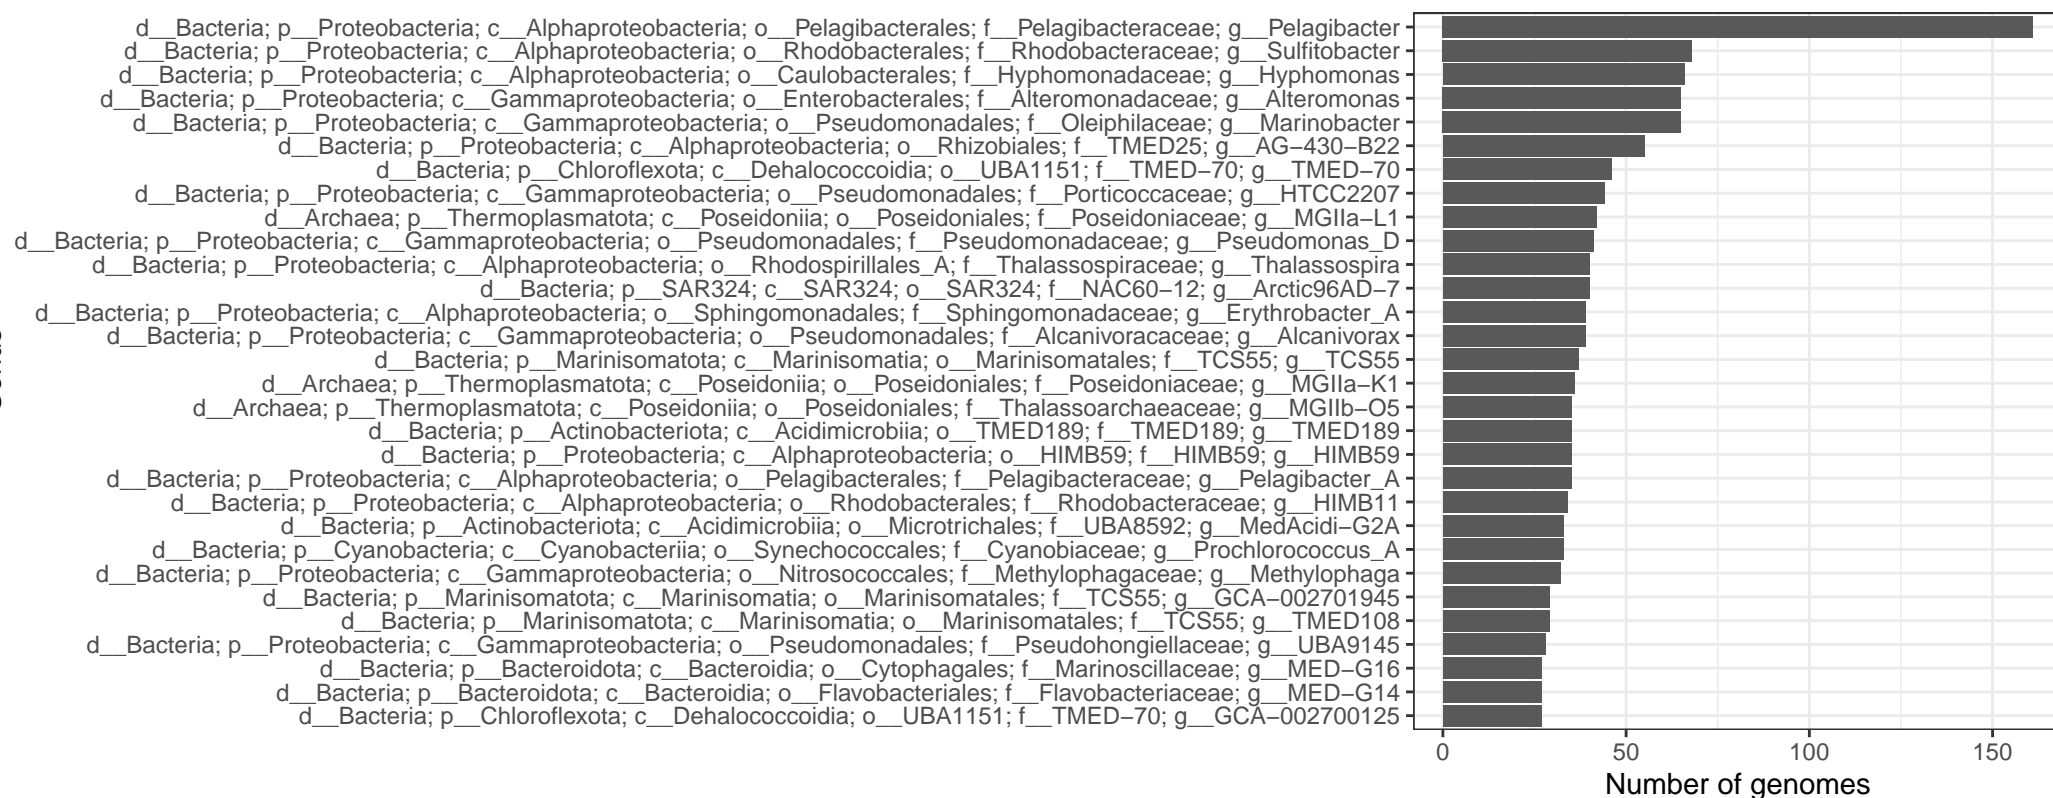 d__Bacteria; p__Proteobacteria; c__Alphaproteobacteria; o__Pelagibacterales; f__Pelagibacteraceae; g__Pelagibacter
d__Bacteria; p__Proteobacteria; c__Alphaproteobacteria; o__Rhodobacterales; f__Rhodobacteraceae; g__Sulfitobacter
d__Bacteria; p__Proteobacteria; c__Alphaproteobacteria; o__Caulobacterales; f__Hyphomonadaceae; g__Hyphomonas
d__Bacteria; p__Proteobacteria; c__Gammaproteobacteria; o__Enterobacterales; f__Alteromonadaceae; g__Alteromonas
d__Bacteria; p__Proteobacteria; c__Gammaproteobacteria; o__Pseudomonadales; f__Oleiphilaceae; g__Marinobacter
d__Bacteria; p__Proteobacteria; c__Alphaproteobacteria; o__Rhizobiales; f__TMED25; g__AG−430−B22
d__Bacteria; p__Chloroflexota; c__Dehalococcoidia; o__UBA1151; f__TMED−70; g__TMED−70
d__Bacteria; p__Proteobacteria; c__Gammaproteobacteria; o__Pseudomonadales; f__Porticoccaceae; g__HTCC2207
d__Archaea; p__Thermoplasmatota; c__Poseidoniia; o__Poseidoniales; f__Poseidoniaceae; g__MGIIa−L1
d__Bacteria; p__Proteobacteria; c__Gammaproteobacteria; o__Pseudomonadales; f__Pseudomonadaceae; g__Pseudomonas_D
d__Bacteria; p__Proteobacteria; c__Alphaproteobacteria; o__Rhodospirillales_A; f__Thalassospiraceae; g__Thalassospira
d__Bacteria; p__SAR324; c__SAR324; o__SAR324; f__NAC60−12; g__Arctic96AD−7
d__Bacteria; p__Proteobacteria; c__Alphaproteobacteria; o__Sphingomonadales; f__Sphingomonadaceae; g__Erythrobacter_A
d__Bacteria; p__Proteobacteria; c__Gammaproteobacteria; o__Pseudomonadales; f__Alcanivoracaceae; g__Alcanivorax
d__Bacteria; p__Marinisomatota; c__Marinisomatia; o__Marinisomatales; f__TCS55; g__TCS55
d__Archaea; p__Thermoplasmatota; c__Poseidoniia; o__Poseidoniales; f__Poseidoniaceae; g__MGIIa−K1
d__Archaea; p__Thermoplasmatota; c__Poseidoniia; o__Poseidoniales; f__Thalassoarchaeaceae; g__MGIIb−O5
d__Bacteria; p__Actinobacteriota; c__Acidimicrobiia; o__TMED189; f__TMED189; g__TMED189
d__Bacteria; p__Proteobacteria; c__Alphaproteobacteria; o__HIMB59; f__HIMB59; g__HIMB59
d__Bacteria; p__Proteobacteria; c__Alphaproteobacteria; o__Pelagibacterales; f__Pelagibacteraceae; g__Pelagibacter_A
d__Bacteria; p__Proteobacteria; c__Alphaproteobacteria; o__Rhodobacterales; f__Rhodobacteraceae; g__HIMB11
d__Bacteria; p__Actinobacteriota; c__Acidimicrobiia; o__Microtrichales; f__UBA8592; g__MedAcidi−G2A
d__Bacteria; p__Cyanobacteria; c__Cyanobacteriia; o__Synechococcales; f__Cyanobiaceae; g__Prochlorococcus_A
d__Bacteria; p__Proteobacteria; c__Gammaproteobacteria; o__Nitrosococcales; f__Methylophagaceae; g__Methylophaga
d__Bacteria; p__Marinisomatota; c__Marinisomatia; o__Marinisomatales; f__TCS55; g__GCA−002701945
d__Bacteria; p__Marinisomatota; c__Marinisomatia; o__Marinisomatales; f__TCS55; g__TMED108
d__Bacteria; p__Proteobacteria; c__Gammaproteobacteria; o__Pseudomonadales; f__Pseudohongiellaceae; g__UBA9145
d__Bacteria; p__Bacteroidota; c__Bacteroidia; o__Cytophagales; f__Marinoscillaceae; g__MED−G16
d__Bacteria; p__Bacteroidota; c__Bacteroidia; o__Flavobacteriales; f__Flavobacteriaceae; g__MED−G14
d__Bacteria; p__Chloroflexota; c__Dehalococcoidia; o__UBA1151; f__TMED−70; g__GCA−002700125
0 50 100 150
Number of genomes